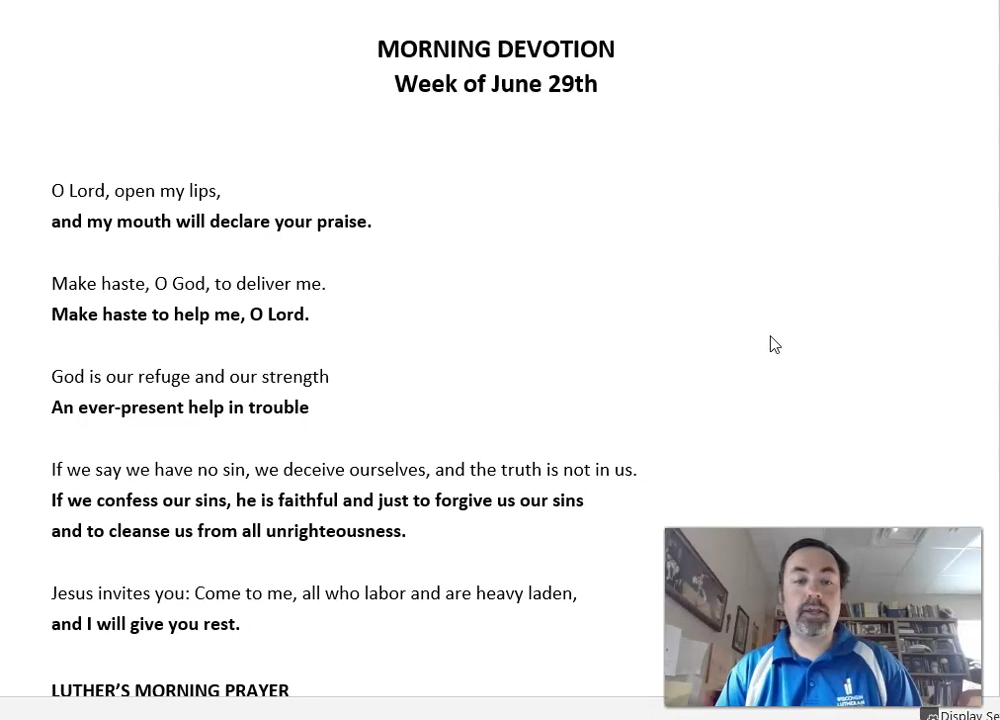 MORNING DEVOTION
Week of June 29th
O Lord, open my lips,
and my mouth will declare your praise.
Make haste, O God, to deliver me.
Make haste to help me, O Lord.
God is our refuge and our strength
An ever-present help in trouble
If we say we have no sin, we deceive ourselves, and the truth is not in us.
If we confess our sins, he is faithful and just to forgive us our sins
and to cleanse us from all unrighteousness.
Jesus invites you: Come to me, all who labor and are heavy laden,
and I will give you rest.
LUTHER’S MORNING PRAYER
WISCONSIN
LUTHERAN
Display Se